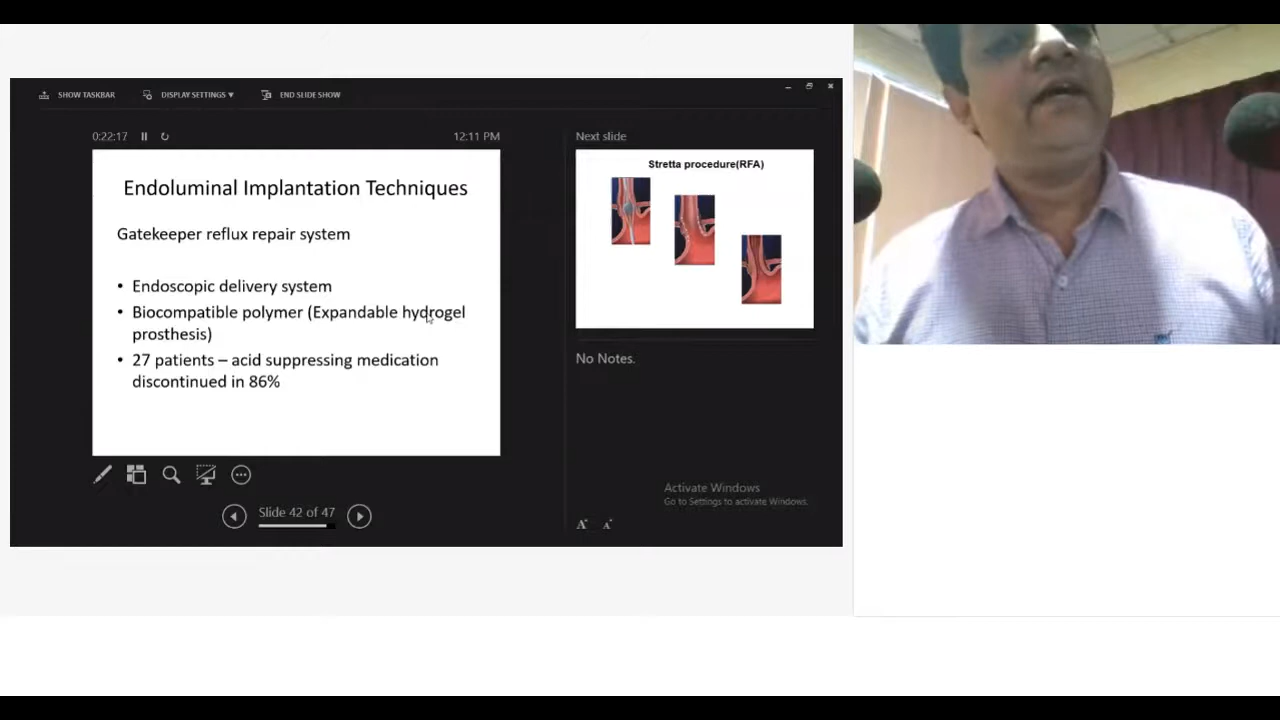 SHOW TASKBAR DISPLAY SETTINGS ▼ END SLIDE SHOW
0:22:17 12:11 PM
Endoluminal Implantation Techniques
Gatekeeper reflux repair system
• Endoscopic delivery system
• Biocompatible polymer (Expandable hydrogel
prosthesis)
• 27 patients – acid suppressing medication
discontinued in 86%
Slide 42 of 47
Next slide
Stretta procedure(RFA)
No Notes.
Activate Windows
Go to Settings to activate Windows.
A A